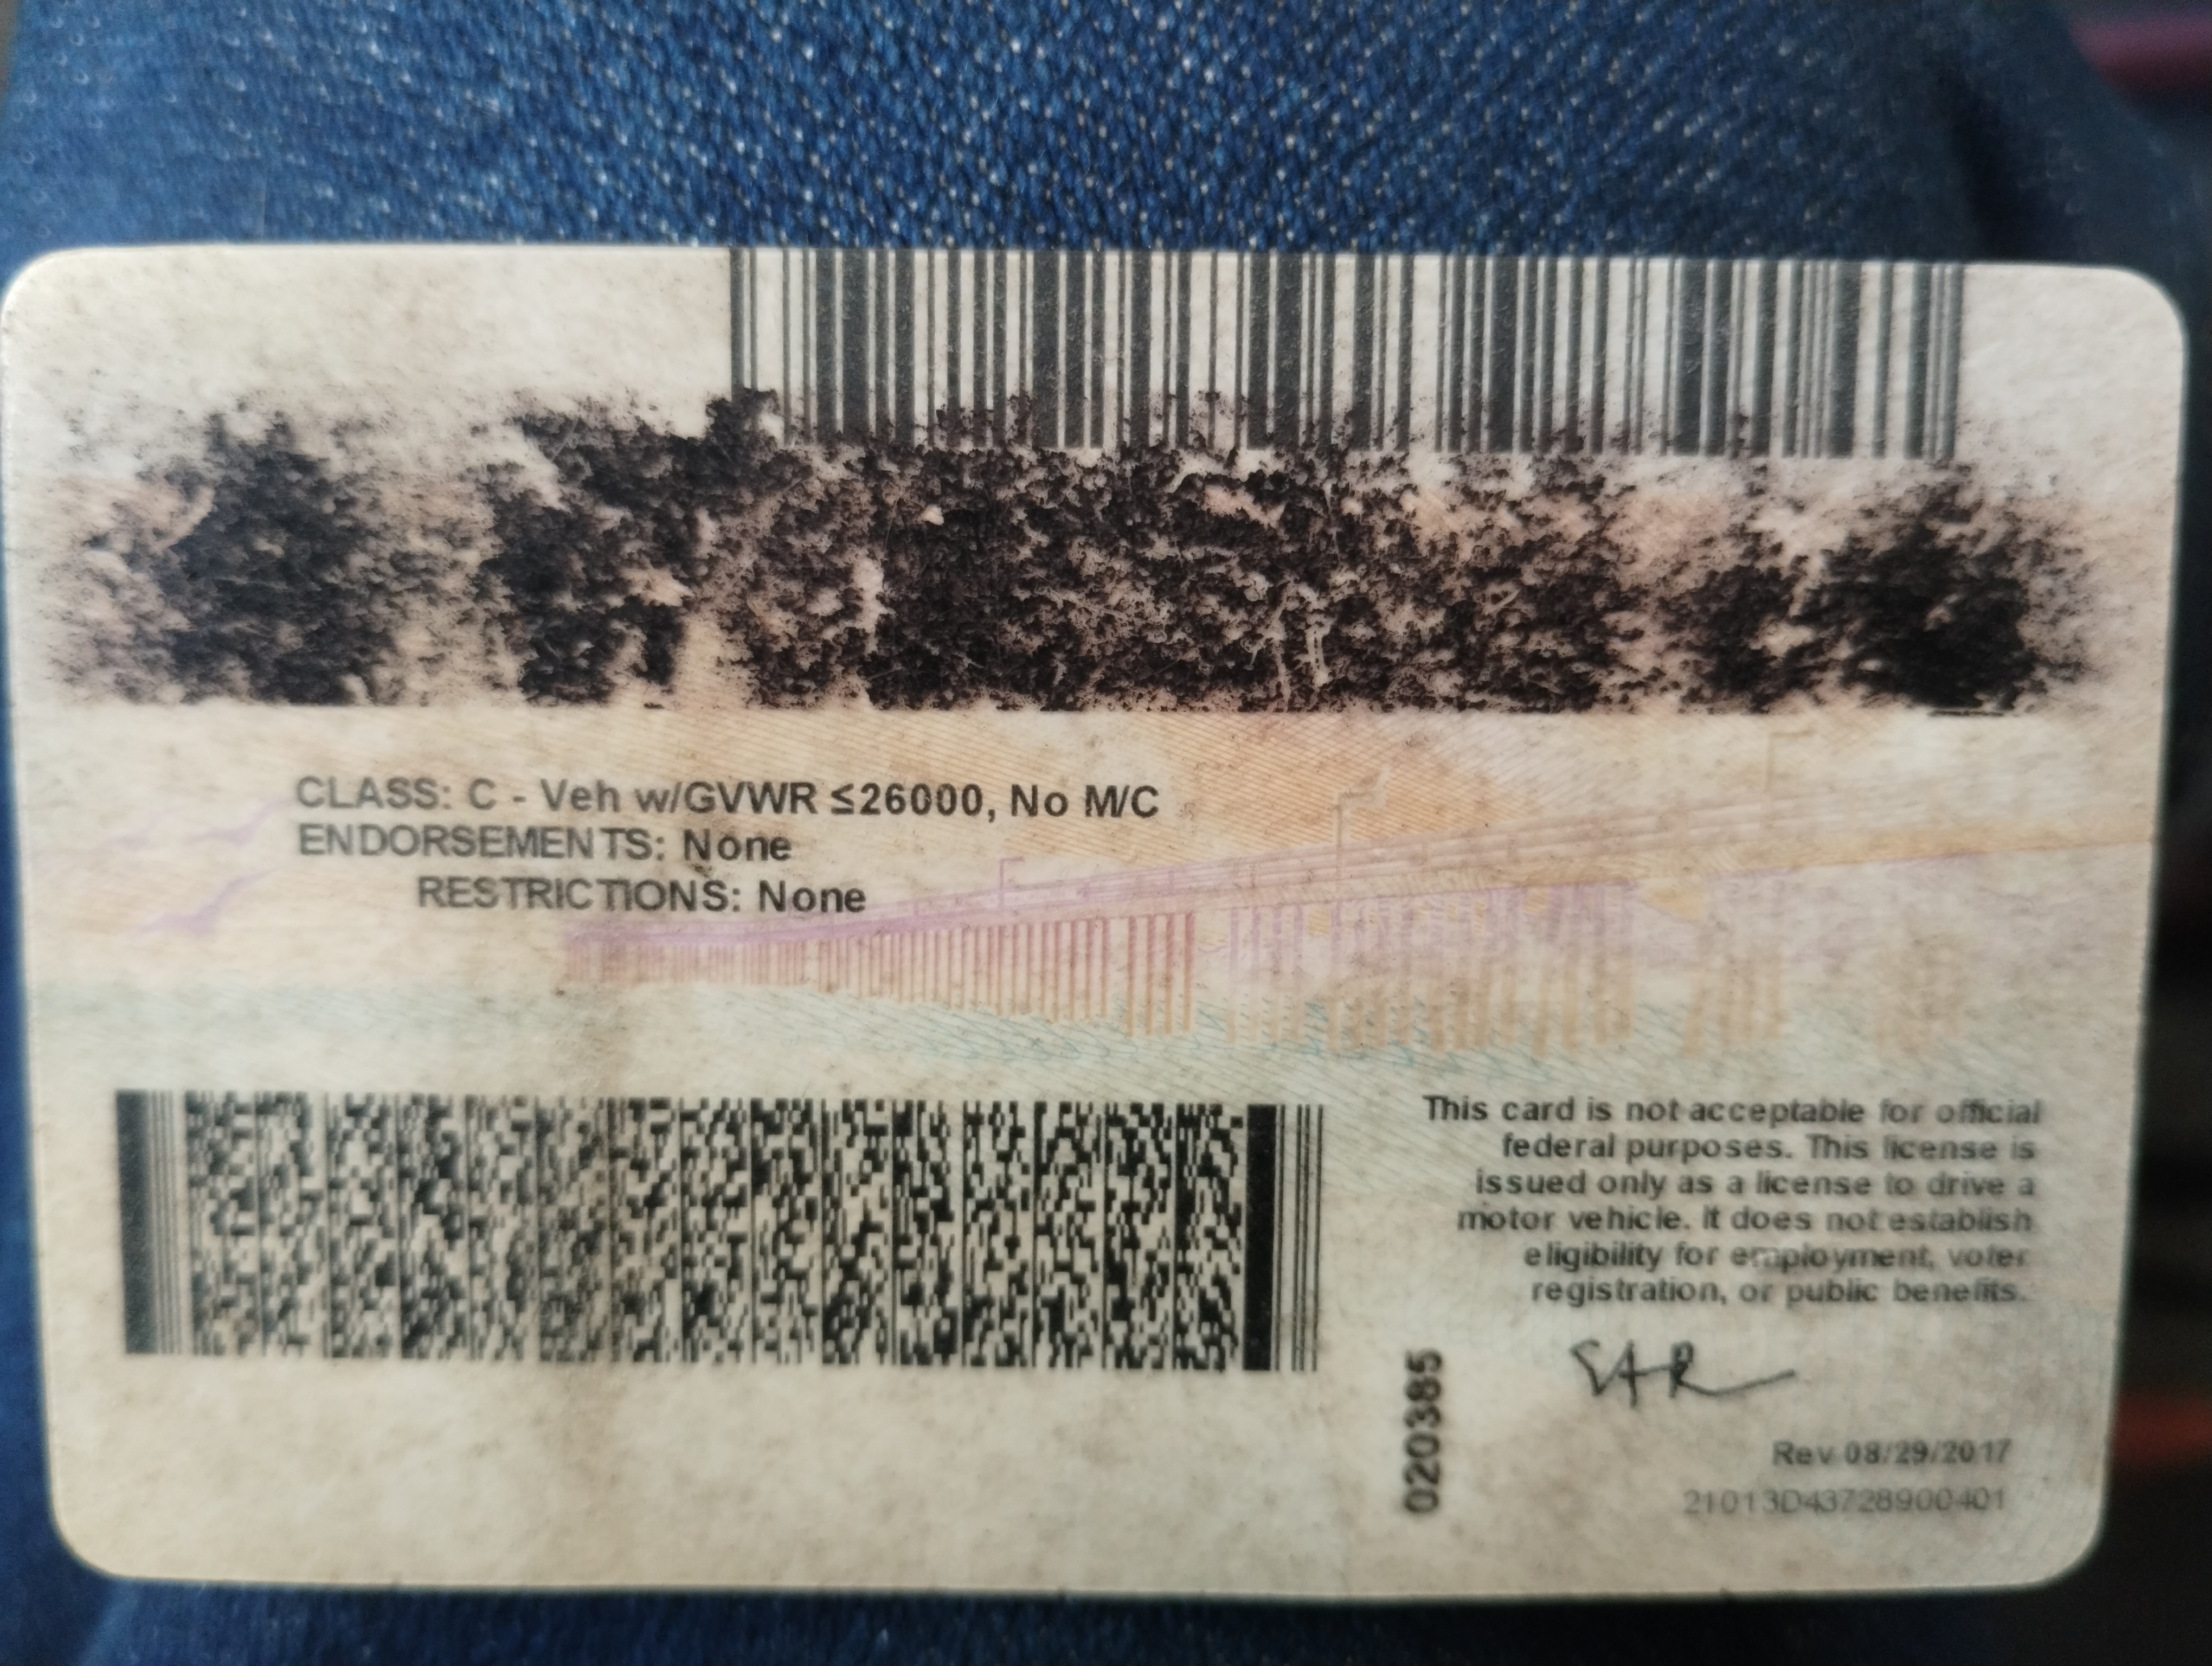 CLASS: C - Veh w/GVWR ≤26000, No M/C
ENDORSEMENTS: None
RESTRICTIONS: None
This card is not acceptable for official
federal purposes. This license is
issued only as a license to drive a
motor vehicle. It does not establish
eligibility for employment, voter
registration, or public benefits.
SAR
020385
Rev 08/29/2017
21013D43728900401